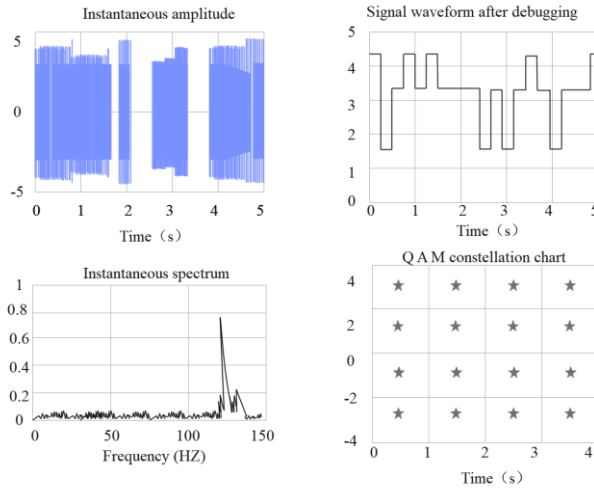 Instantaneous amplitude
5
0
-5
0 1 2 3 4 5
Time（s）
Signal waveform after debugging
5
4
3
2
1
0
0 1 2 3 4 5
Time（s）
Instantaneous spectrum
1
0.8
0.6
0.4
0.2
0
0 50 100 150
Frequency (HZ)
Q A M constellation chart
4
2
0
-2
-4
0 1 2 3 4
Time（s）